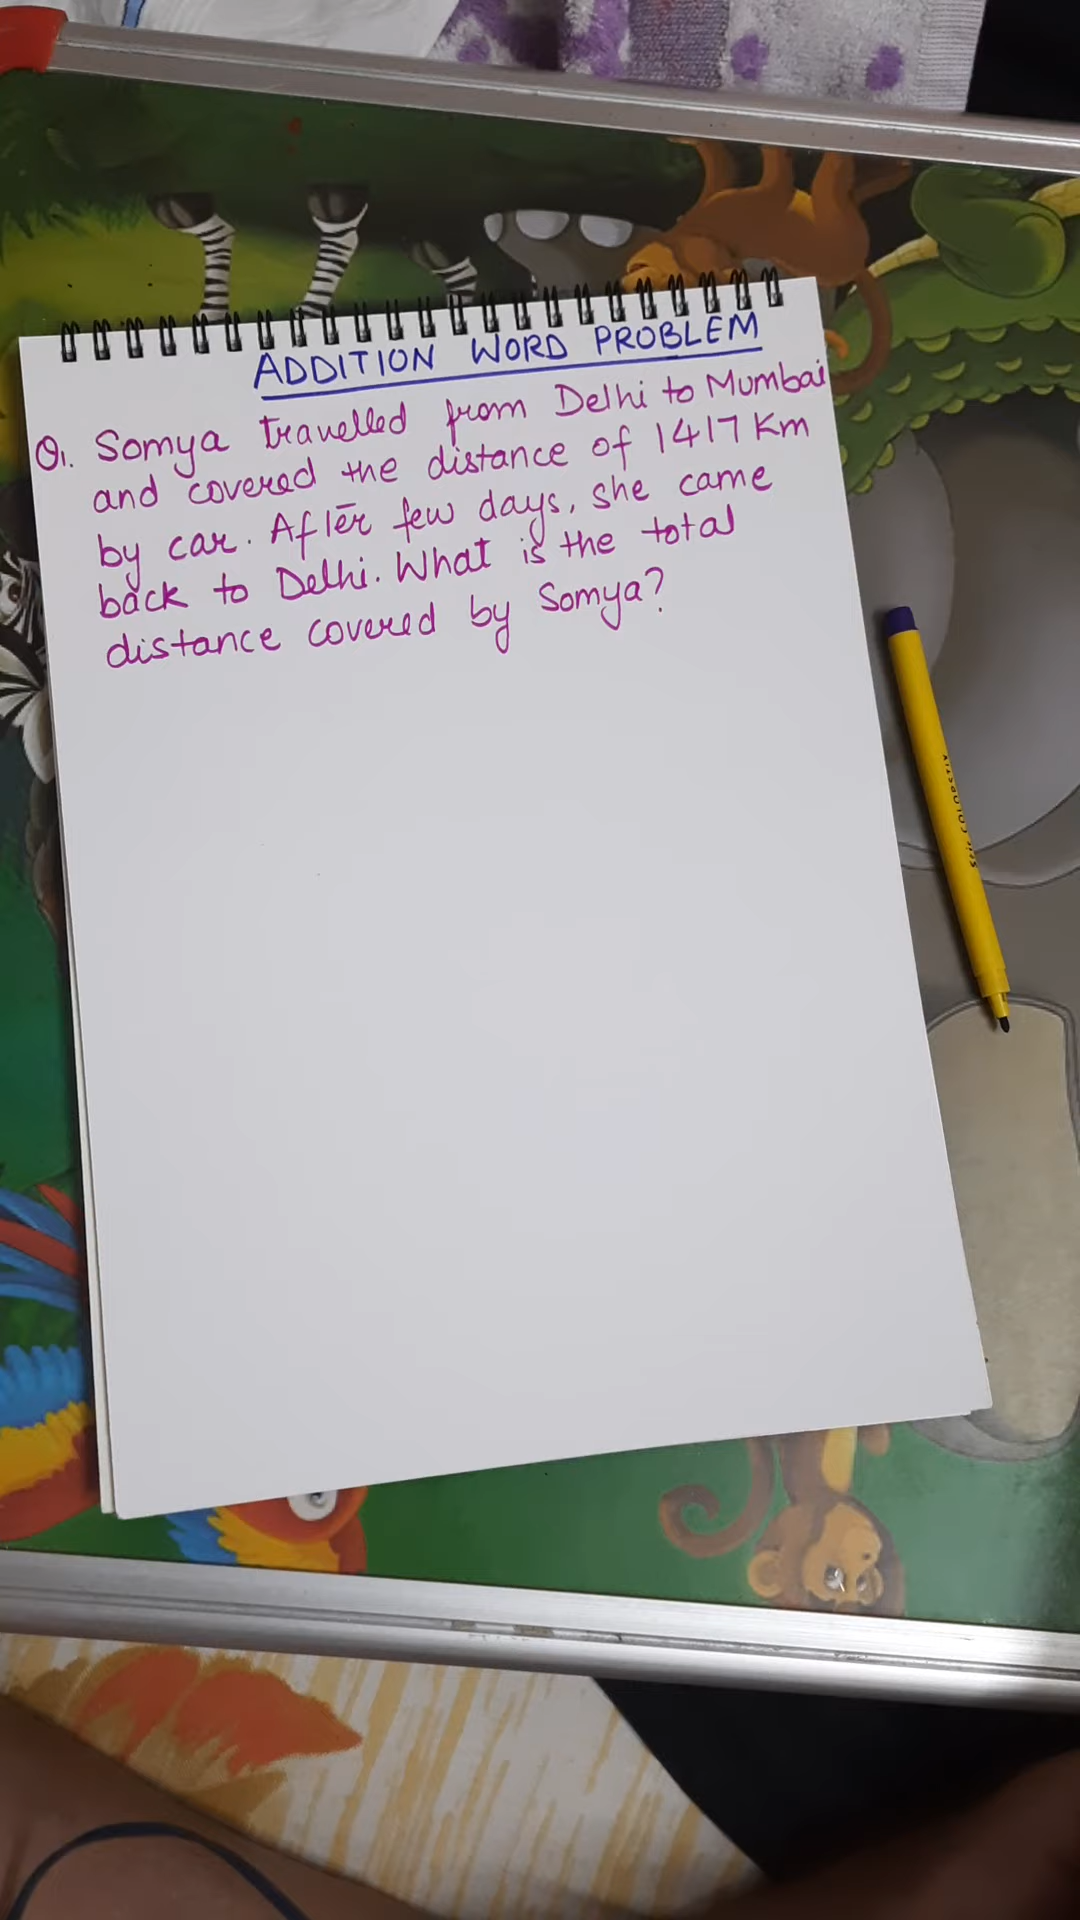 ADDITION WORD PROBLEM
Q1. Somya travelled from Delhi to Mumbai
and covered the distance of 1417 Km
by car. After few days, she came
back to Delhi. What is the total
distance covered by Somya?
COLORSTIX